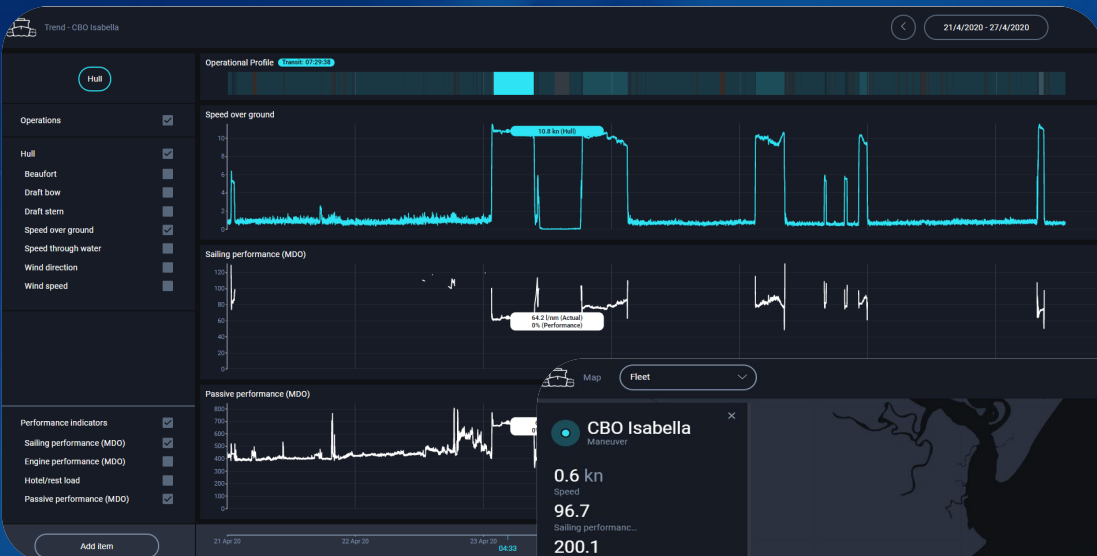 Trend - CBO Isabella
21/4/2020 - 27/4/2020
Hull
Operations
Hull
Beaufort
Draft bow
Draft stern
Speed over ground
Speed through water
Wind direction
Wind speed
Performance indicators
Sailing performance (MDO)
Engine performance (MDO)
Hotel/rest load
Passive performance (MDO)
Add item
Operational Profile Transit: 07:29:38
Speed over ground
10
8
6
4
2
0
10.8 kn (Hull)
Sailing performance (MDO)
120
100
80
60
40
20
0
64.2 l/nm (Actual)
0% (Performance)
Passive performance (MDO)
800
700
600
500
400
300
200
100
0
21 Apr 20
22 Apr 20
23 Apr 20
04:33
Map
Fleet
CBO Isabella
Maneuver
0.6 kn
Speed
96.7
Sailing performanc...
200.1